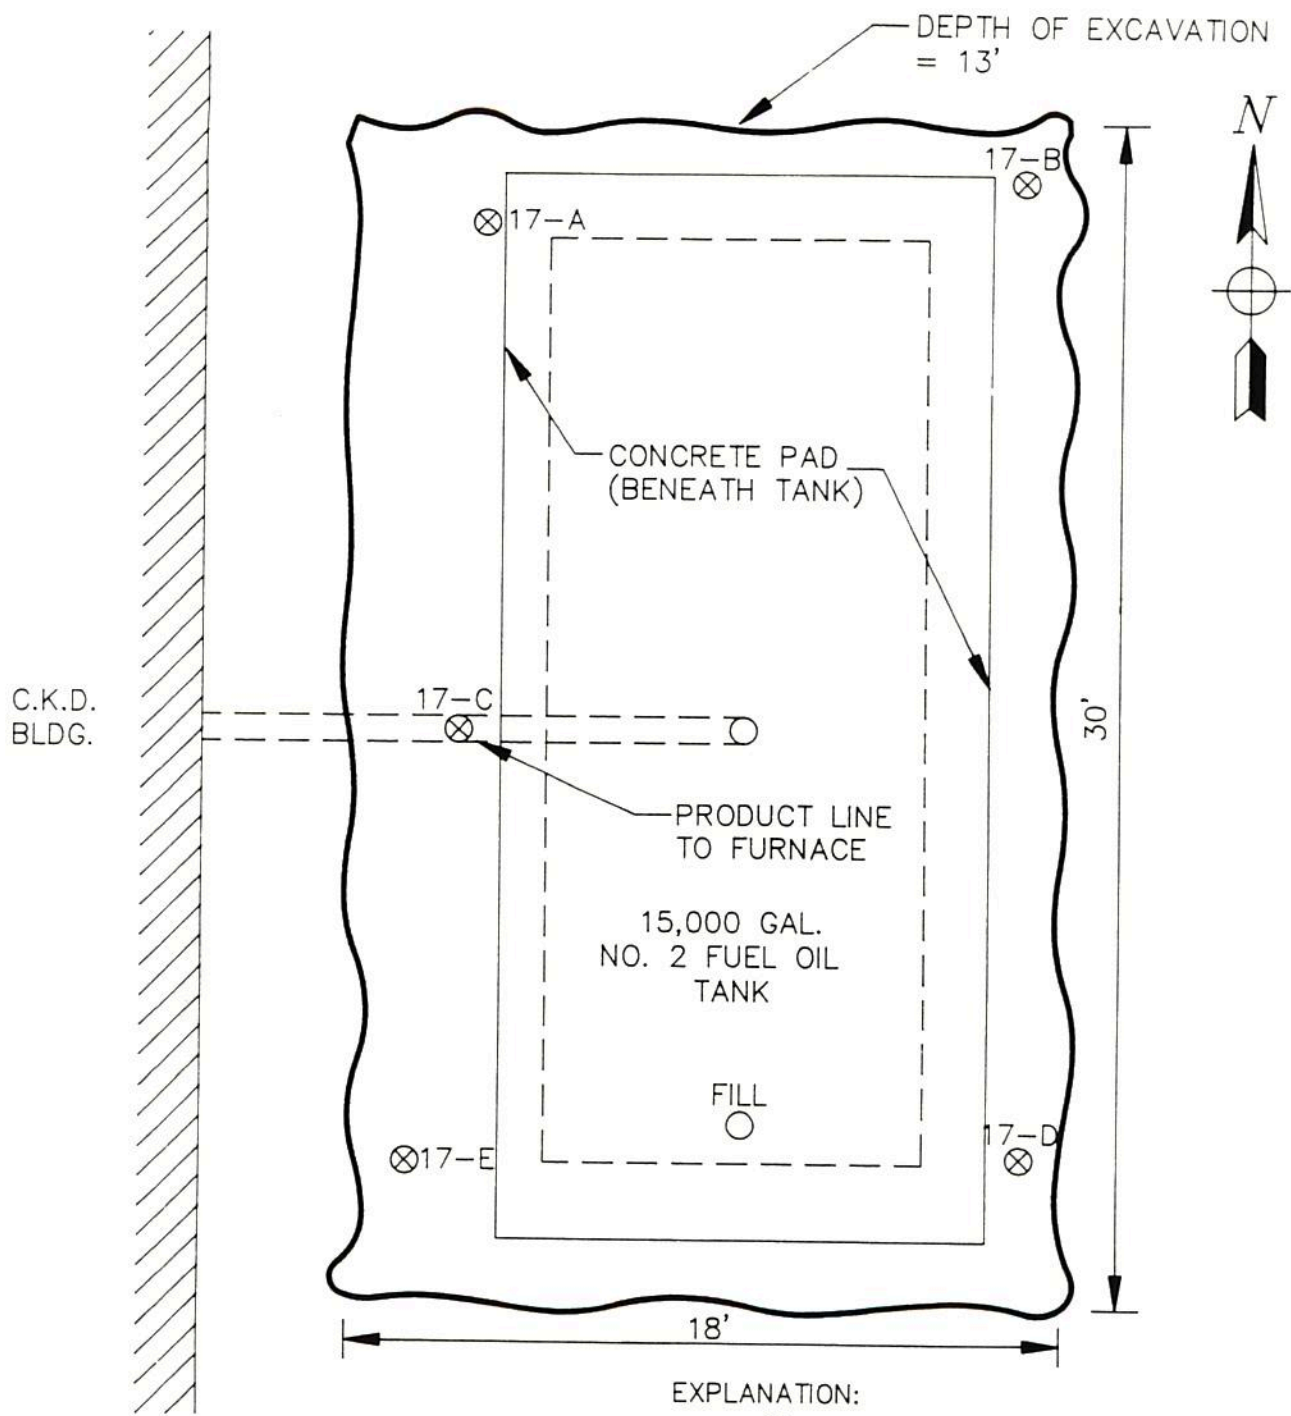 DEPTH OF EXCAVATION
= 13'
N
17-B
17-A
CONCRETE PAD
(BENEATH TANK)
C.K.D.
BLDG.
17-C
30'
PRODUCT LINE
TO FURNACE
15,000 GAL.
NO. 2 FUEL OIL
TANK
FILL
17-E
17-D
18'
EXPLANATION: